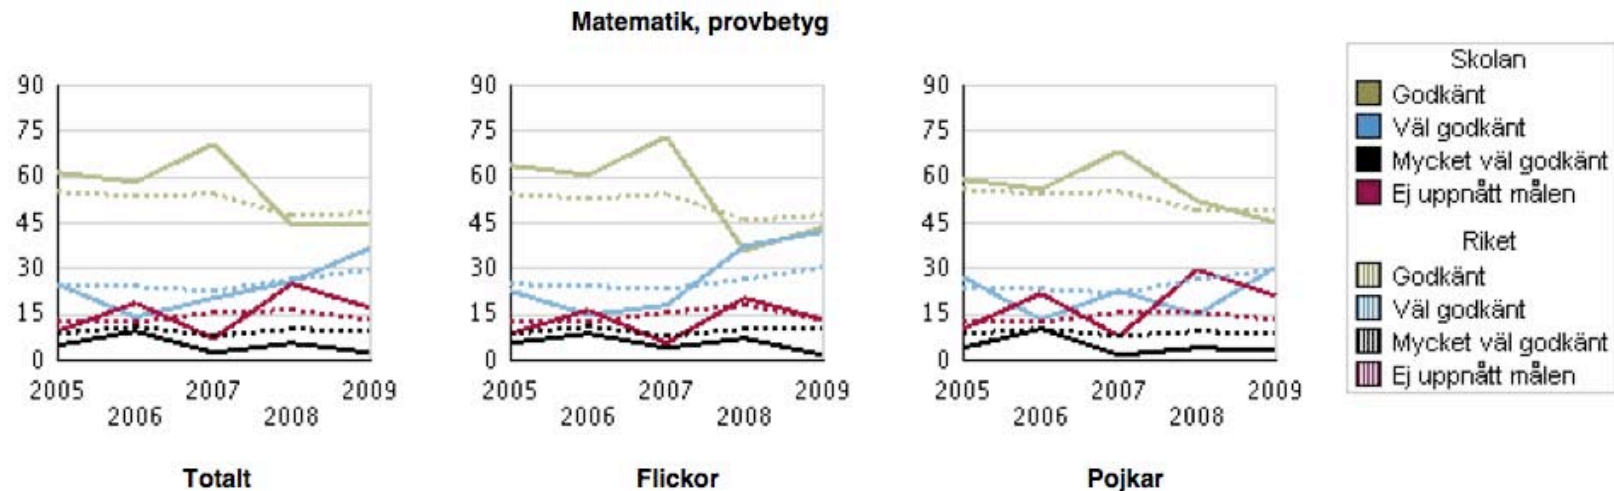 Matematik, provbetyg
90
75
60
45
30
15
0
2005
2006
2007
2008
2009
Totalt
90
75
60
45
30
15
0
2005
2006
2007
2008
2009
Flickor
90
75
60
45
30
15
0
2005
2006
2007
2008
2009
Pojkar
Skolan
Godkänt
Väl godkänt
Mycket väl godkänt
Ej uppnått målen
Riket
Godkänt
Väl godkänt
Mycket väl godkänt
Ej uppnått målen